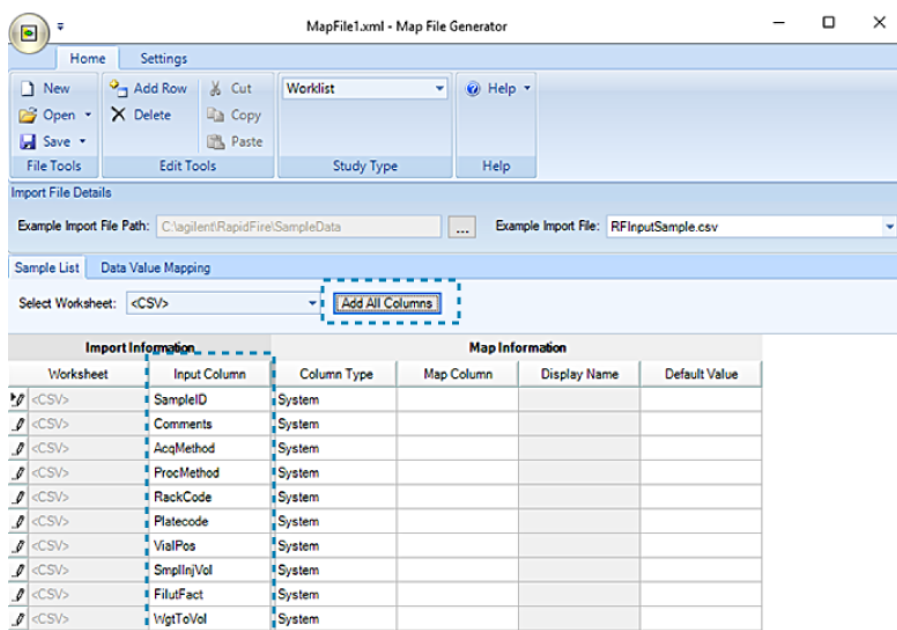 MapFile1.xml - Map File Generator
Home Settings
New Add Row Cut Worklist Help
Open Delete Copy
Save Paste
File Tools Edit Tools Study Type Help
Import File Details
Example Import File Path: C:\agilent\RapidFire\SampleData ... Example Import File: RFInputSample.csv
Sample List Data Value Mapping
Select Worksheet: <CSV> Add All Columns
Import Information Map Information
Worksheet Input Column Column Type Map Column Display Name Default Value
<CSV> SampleID System
<CSV> Comments System
<CSV> AcqMethod System
<CSV> ProcMethod System
<CSV> RackCode System
<CSV> Platecode System
<CSV> VialPos System
<CSV> SmplInjVol System
<CSV> FilutFact System
<CSV> WgtToVol System